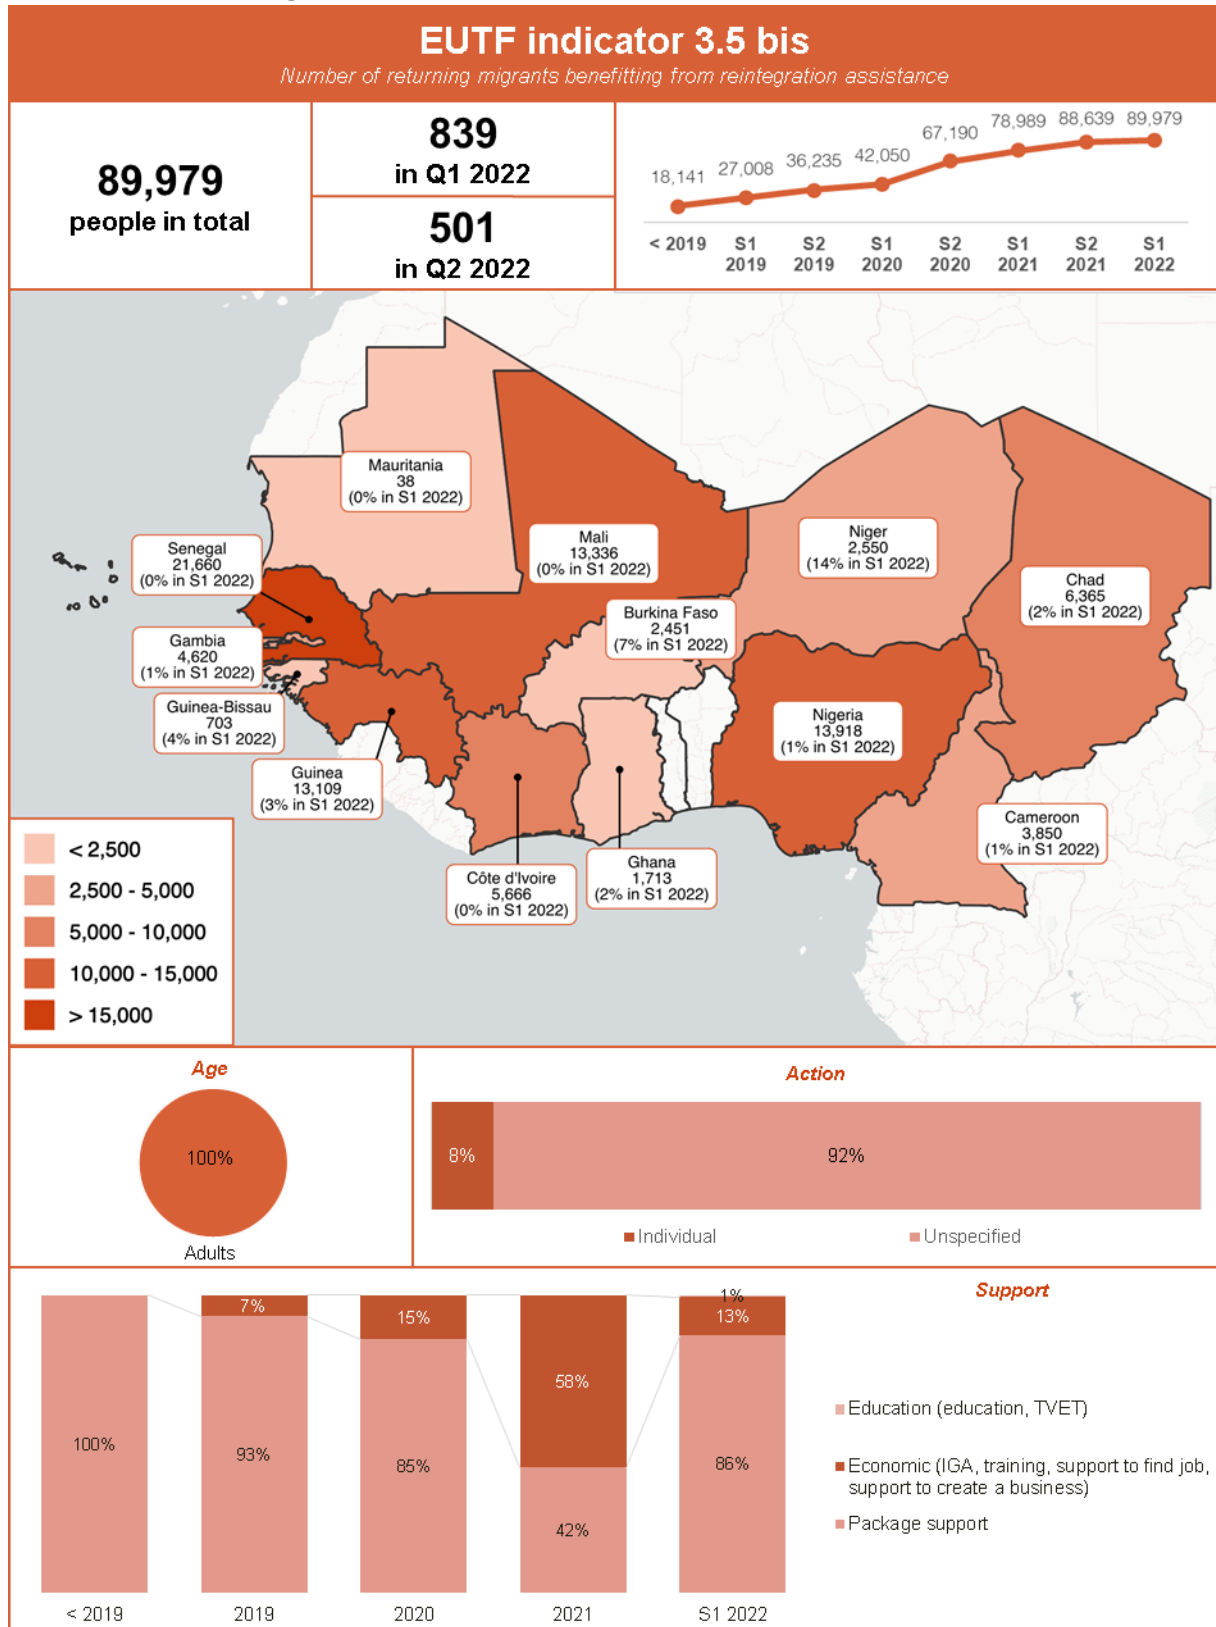 EUTF indicator 3.5 bis
Number of returning migrants benefitting from reintegration assistance
89,979
people in total
839
in Q1 2022
501
in Q2 2022
18,141
27,008
36,235
42,050
67,190
78,989
88,639
89,979
< 2019
S1
2019
S2
2019
S1
2020
S2
2020
S1
2021
S2
2021
S1
2022
Mauritania
38
(0% in S1 2022)
Mali
13,336
(0% in S1 2022)
Niger
2,550
(14% in S1 2022)
Chad
6,365
(2% in S1 2022)
Senegal
21,660
(0% in S1 2022)
Burkina Faso
2,451
(7% in S1 2022)
Gambia
4,620
(1% in S1 2022)
Guinea-Bissau
703
(4% in S1 2022)
Nigeria
13,918
(1% in S1 2022)
Guinea
13,109
(3% in S1 2022)
Cameroon
3,850
(1% in S1 2022)
Côte d'Ivoire
5,666
(0% in S1 2022)
Ghana
1,713
(2% in S1 2022)
< 2,500
2,500 - 5,000
5,000 - 10,000
10,000 - 15,000
> 15,000
Age
100%
Adults
Action
8%
92%
Individual
Unspecified
Support
100%
7%
93%
15%
85%
58%
42%
1%
13%
86%
< 2019
2019
2020
2021
S1 2022
Education (education, TVET)
Economic (IGA, training, support to find job,
support to create a business)
Package support